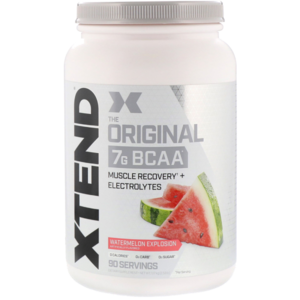 XTEND
X
THE
ORIGINAL
7G BCAA
MUSCLE RECOVERY* +
ELECTROLYTES
WATERMELON EXPLOSION
90 SERVINGS